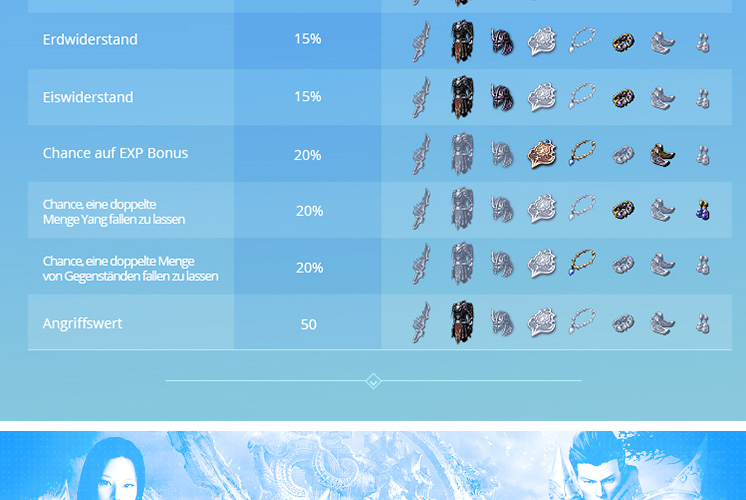 Erdwiderstand 15%
Eiswiderstand 15%
Chance auf EXP Bonus 20%
Chance, eine doppelte
Menge Yang fallen zu lassen 20%
Chance, eine doppelte Menge
von Gegenständen fallen zu lassen 20%
Angriffswert 50